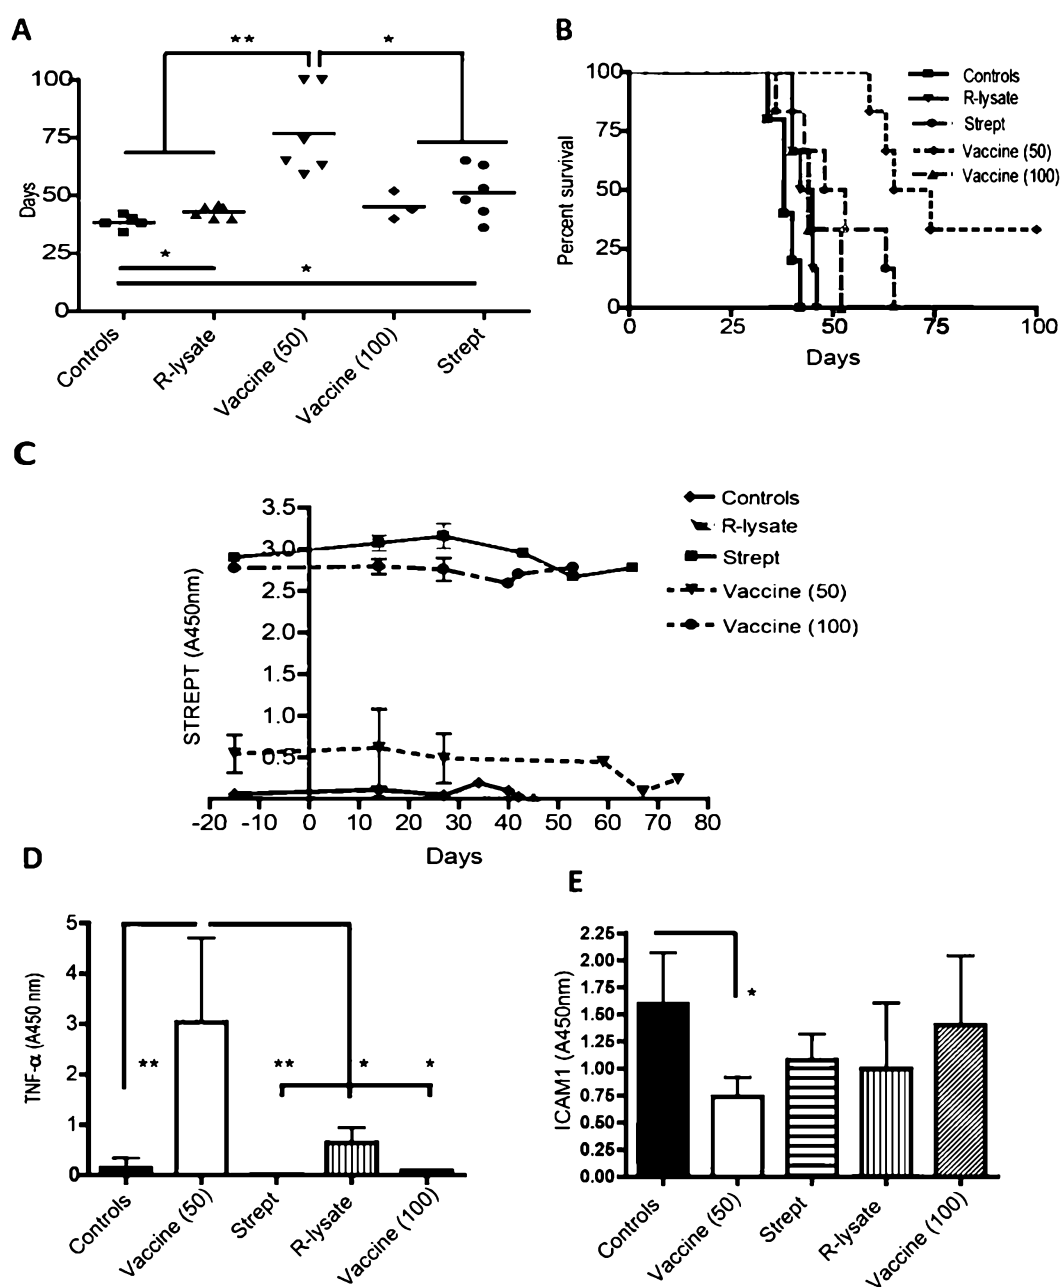 A
**
*
100
75
50
25
0
Days
*
*
Controls
R-lysate
Vaccine (50)
Vaccine (100)
Strept
B
100
75
50
25
0
Percent survival
0
25
50
75
100
Days
Controls
R-lysate
Strept
Vaccine (50)
Vaccine (100)
C
3.5
3.0
2.5
2.0
1.5
1.0
0.5
STREPT (A450nm)
-20 -10 0 10 20 30 40 50 60 70 80
Days
Controls
R-lysate
Strept
Vaccine (50)
Vaccine (100)
D
5
4
3
2
1
0
TNF-α (A450 nm)
**
**
*
*
Controls
Vaccine (50)
Strept
R-lysate
Vaccine (100)
E
2.25
2.00
1.75
1.50
1.25
1.00
0.75
0.50
0.25
0.00
ICAM1 (A450nm)
*
Controls
Vaccine (50)
Strept
R-lysate
Vaccine (100)